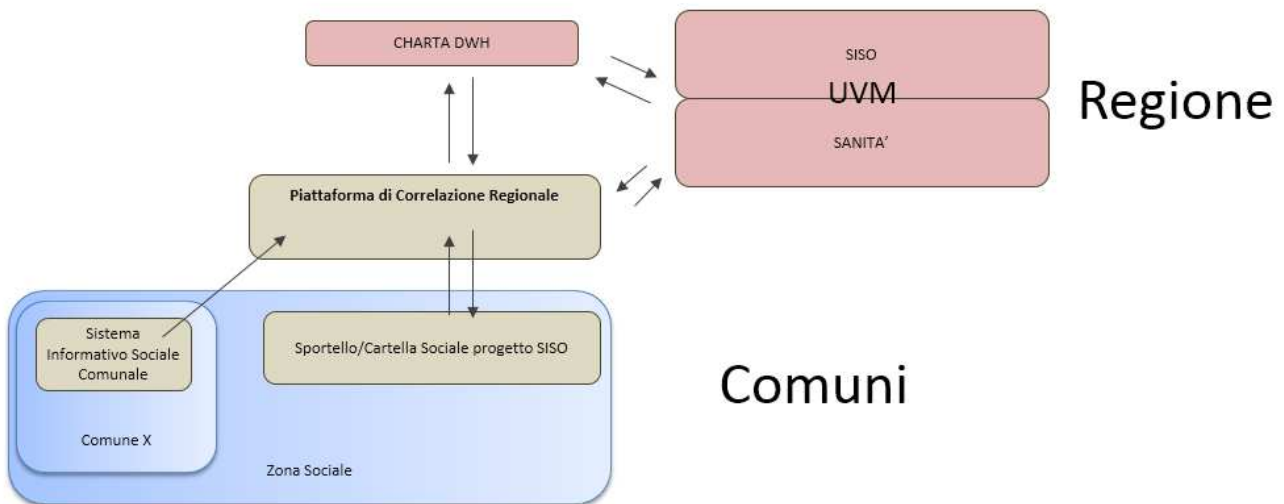 CHARTA DWH
SISO
UVM
SANITA’
Regione
Piattaforma di Correlazione Regionale
Sistema
Informativo Sociale
Comunale
Sportello/Cartella Sociale progetto SISO
Comuni
Comune X
Zona Sociale